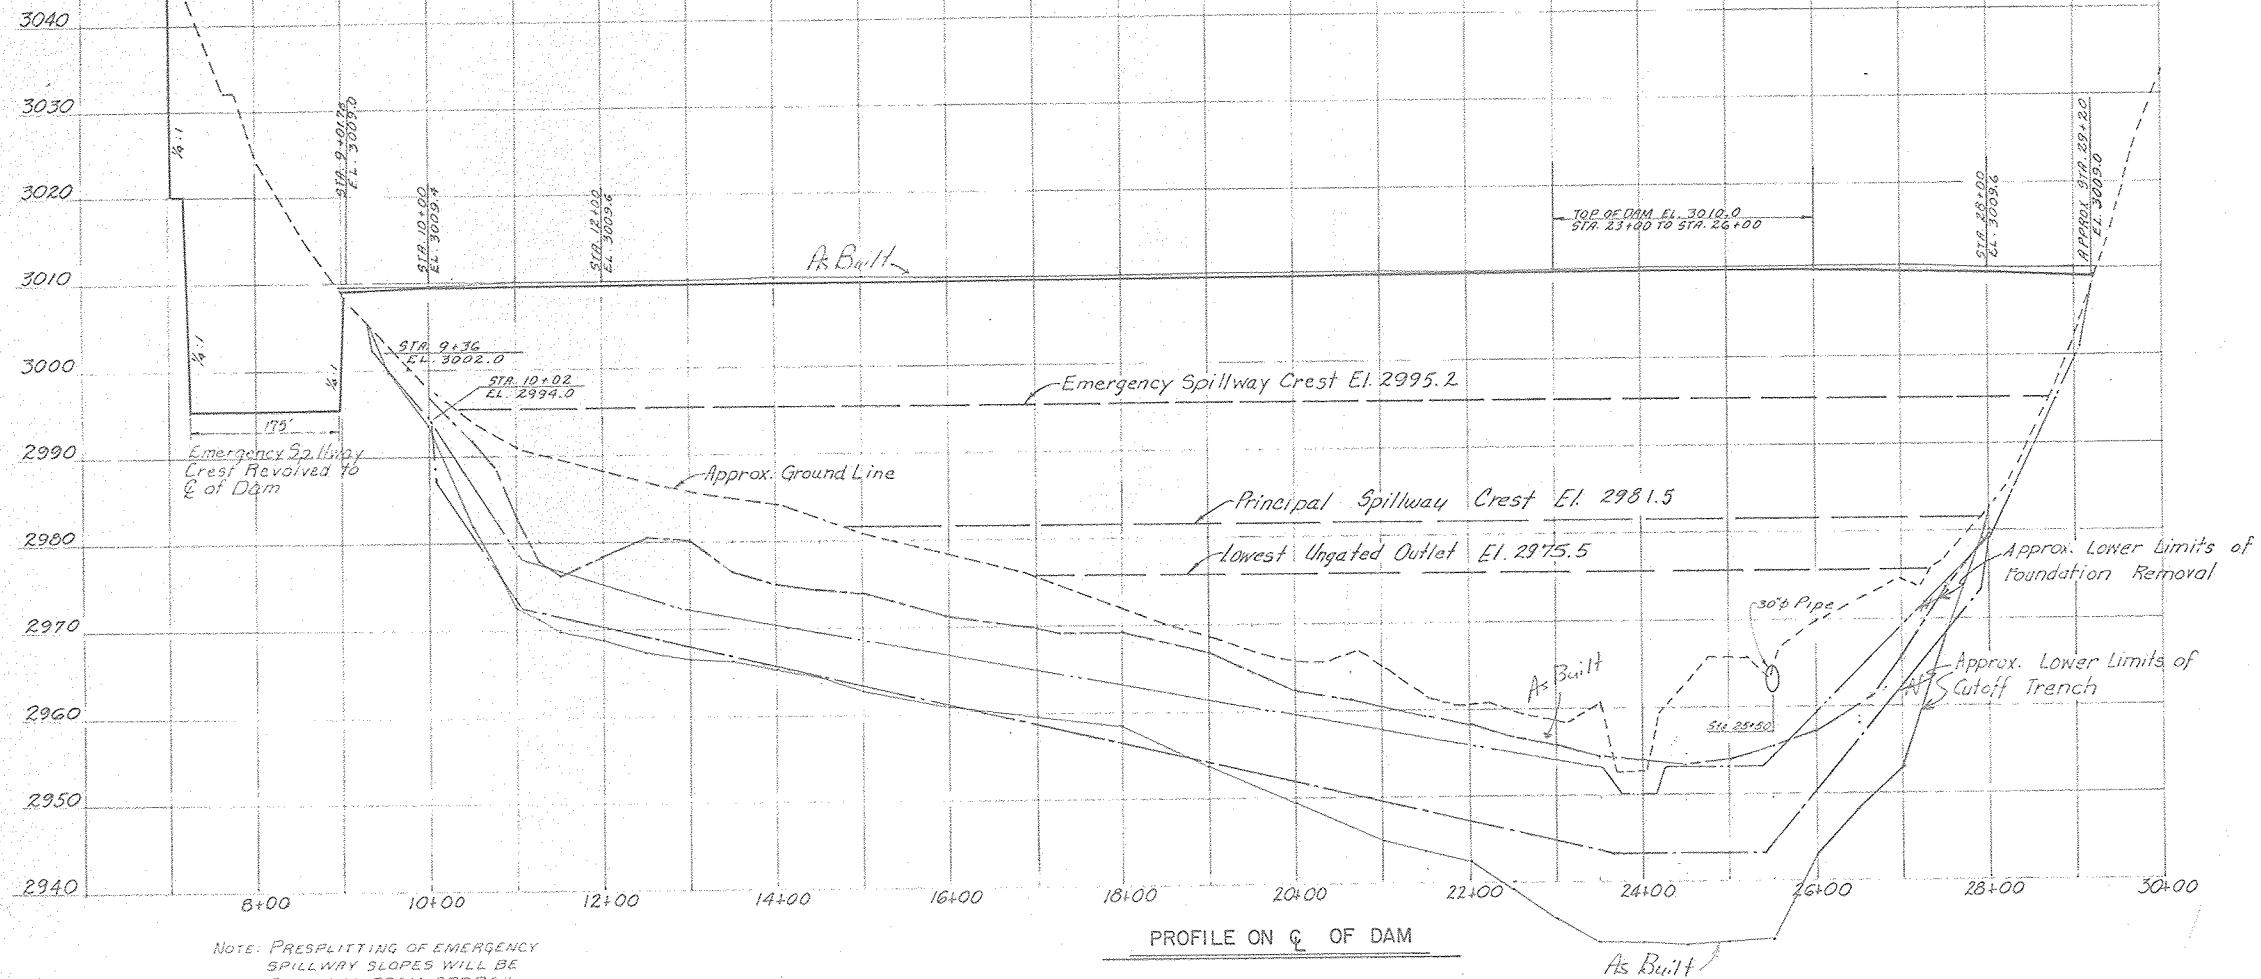 3040
3030
3020
3010
3000
2990
2980
2970
2960
2950
2940
¼:1
¼:1
¼:1
STA. 9+01.75
EL. 3009.0
STA. 10+00
EL. 3009.4
STA. 12+00
EL. 3009.6
As Built
TOP OF DAM EL. 3010.0
STA. 23+00 TO STA. 26+00
STA. 28+00
EL. 3009.6
APPROX. STA. 29+20
EL. 3009.0
STA. 9+36
EL. 3002.0
STA. 10+02
EL. 2994.0
Emergency Spillway Crest El. 2995.2
175'
Emergency Spillway
Crest Revolved to
℄ of Dam
Approx. Ground Line
Principal Spillway Crest El. 2981.5
Lowest Ungated Outlet El. 2975.5
Approx. Lower Limits of
Foundation Removal
30"φ Pipe
As Built
Approx. Lower Limits of
Cutoff Trench
Sta 25+50
8+00
10+00
12+00
14+00
16+00
18+00
20+00
22+00
24+00
26+00
28+00
30+00
PROFILE ON ℄ OF DAM
As Built
NOTE: PRESPLITTING OF EMERGENCY
SPILLWAY SLOPES WILL BE